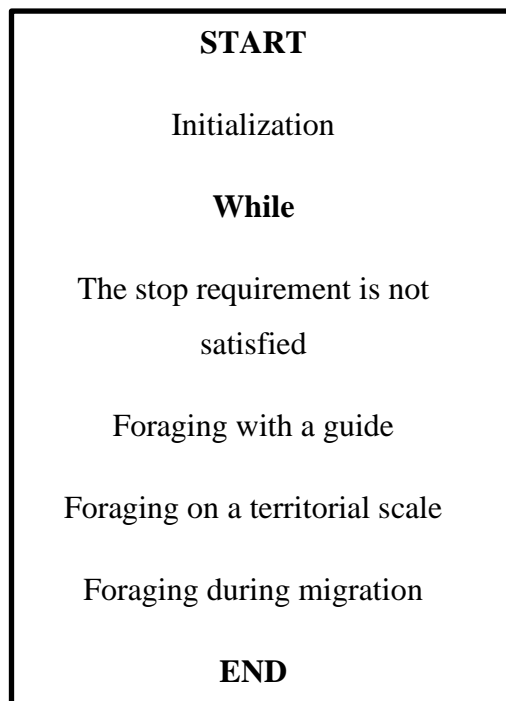 START
Initialization
While
The stop requirement is not
satisfied
Foraging with a guide
Foraging on a territorial scale
Foraging during migration
END